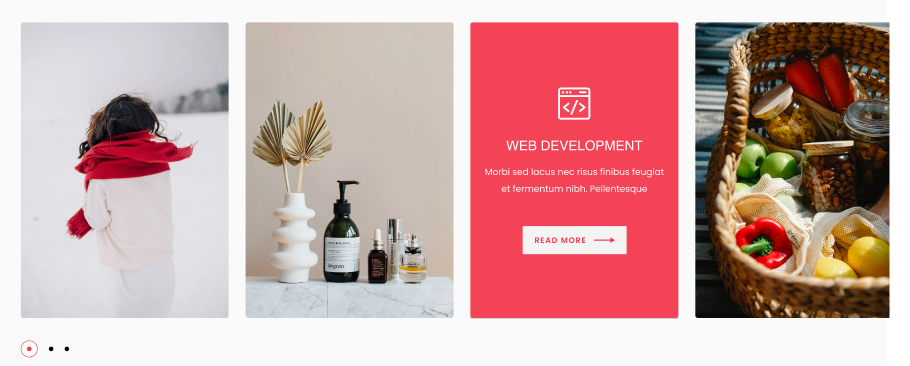 WEB DEVELOPMENT
Morbi sed lacus nec risus finibus feugiat
et fermentum nibh. Pellentesque
READ MORE